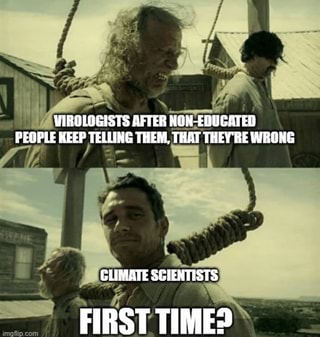 VIROLOGISTS AFTER NON-EDUCATED
PEOPLE KEEP TELLING THEM, THAT THEY'RE WRONG
CLIMATE SCIENTISTS
FIRST TIME?
imgflip.com